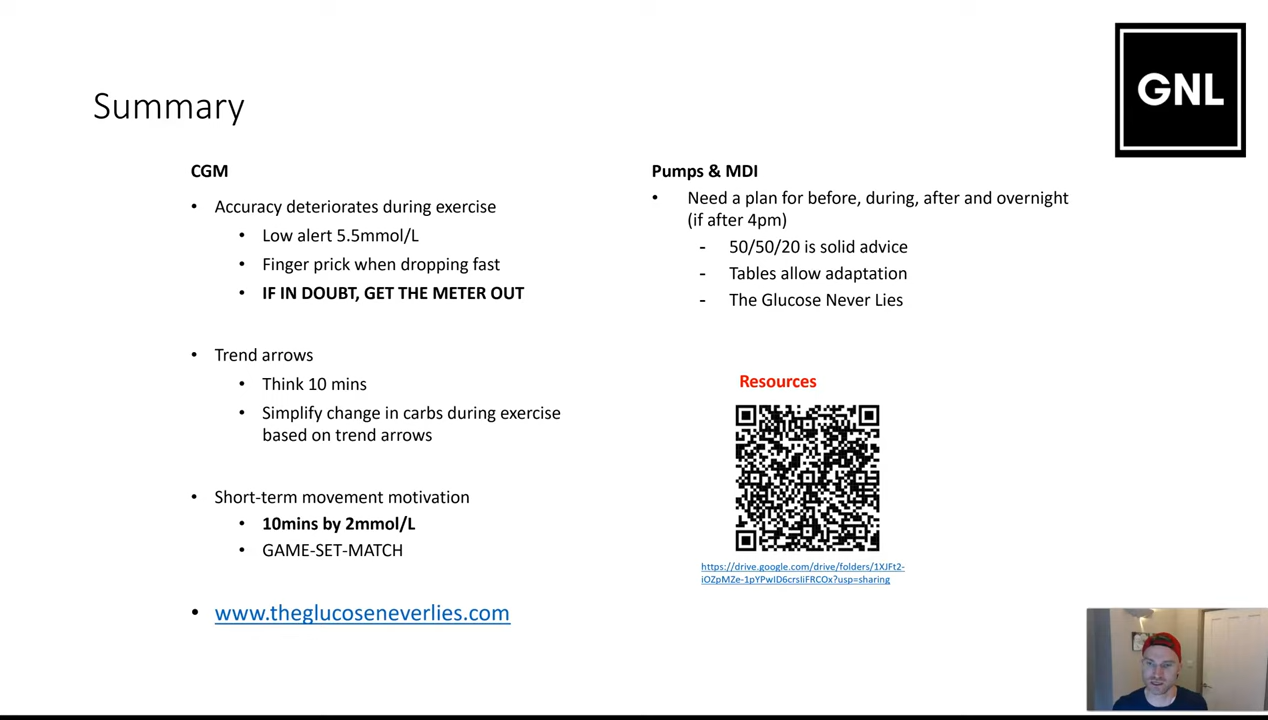 GNL
Summary
CGM
• Accuracy deteriorates during exercise
• Low alert 5.5mmol/L
• Finger prick when dropping fast
• IF IN DOUBT, GET THE METER OUT
• Trend arrows
• Think 10 mins
• Simplify change in carbs during exercise
based on trend arrows
• Short-term movement motivation
• 10mins by 2mmol/L
• GAME-SET-MATCH
• www.theglucoseneverlies.com
Pumps & MDI
• Need a plan for before, during, after and overnight
(if after 4pm)
- 50/50/20 is solid advice
- Tables allow adaptation
- The Glucose Never Lies
Resources
https://drive.google.com/drive/folders/1XJFt2-
iOZpMZe-1pYPwID6crsIiFRCOx?usp=sharing